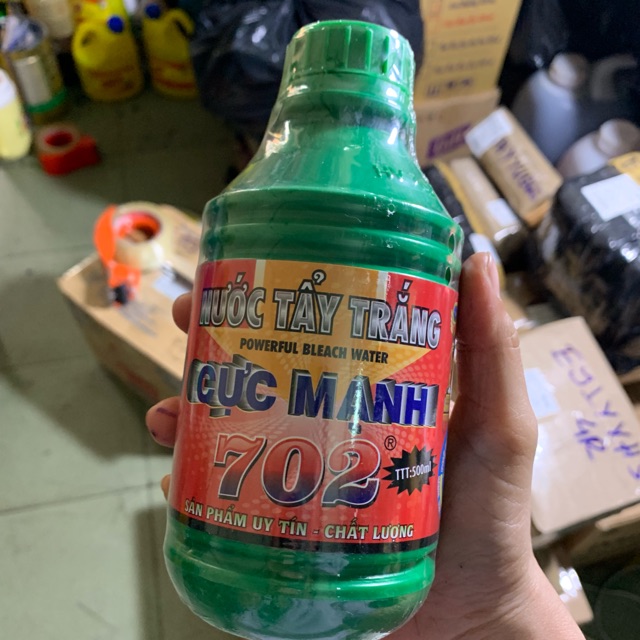 NƯỚC TẨY TRẮNG
POWERFUL BLEACH WATER
CỰC MẠNH
702®
TTT:500ml
SẢN PHẨM UY TÍN - CHẤT LƯỢNG